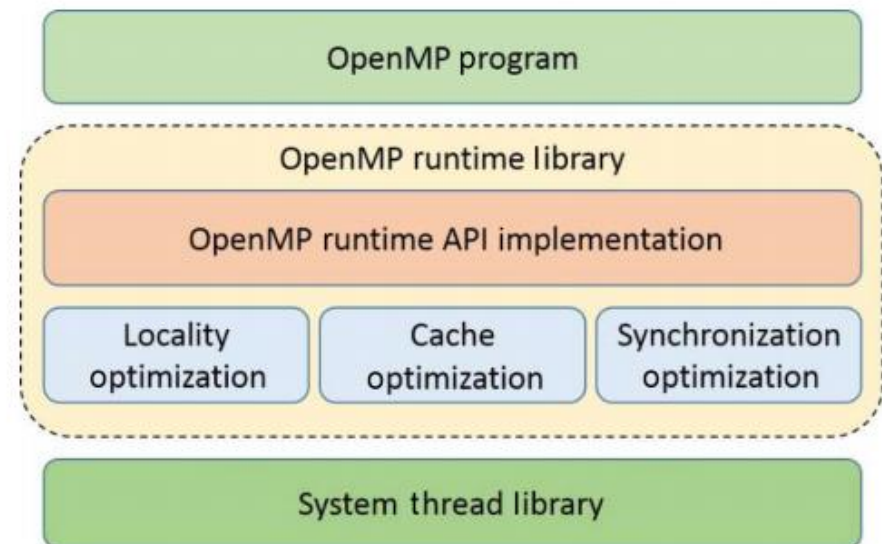 OpenMP program
OpenMP runtime library
OpenMP runtime API implementation
Locality
optimization
Cache
optimization
Synchronization
optimization
System thread library